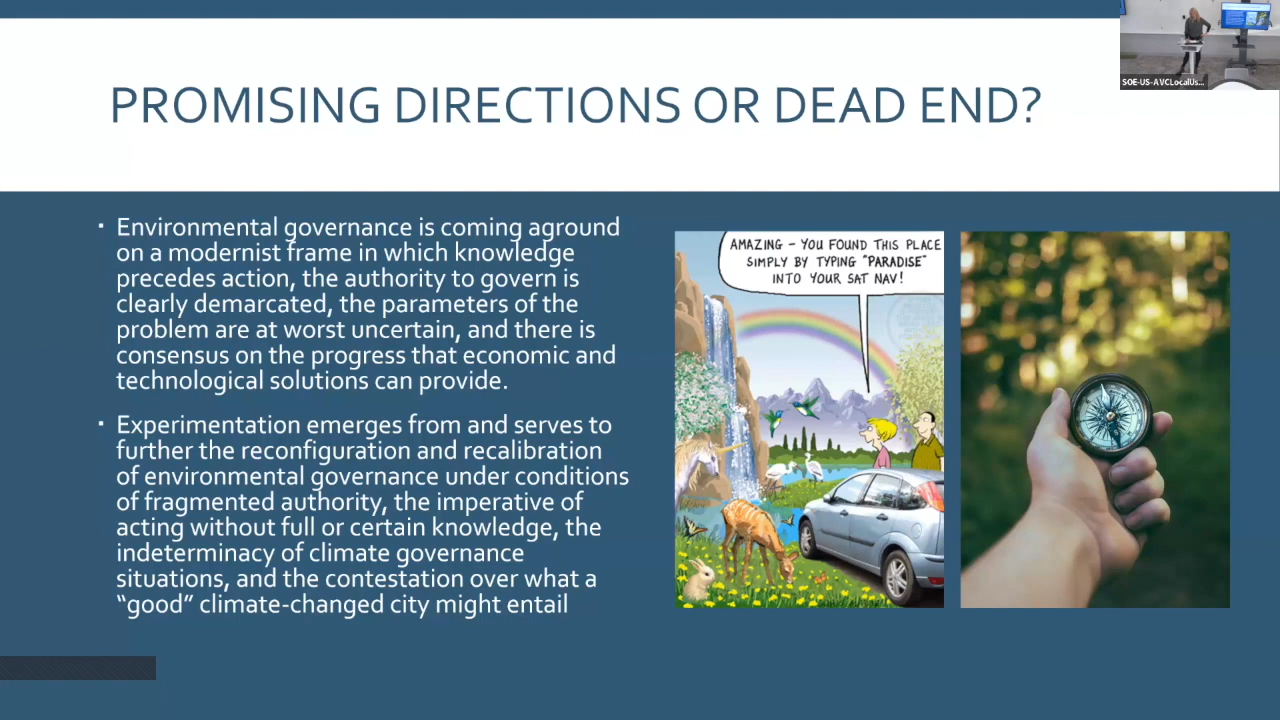 PROMISING DIRECTIONS OR DEAD END?
SOE-US-AVCLocalUs...
▪ Environmental governance is coming aground
on a modernist frame in which knowledge
precedes action, the authority to govern is
clearly demarcated, the parameters of the
problem are at worst uncertain, and there is
consensus on the progress that economic and
technological solutions can provide.
▪ Experimentation emerges from and serves to
further the reconfiguration and recalibration
of environmental governance under conditions
of fragmented authority, the imperative of
acting without full or certain knowledge, the
indeterminacy of climate governance
situations, and the contestation over what a
“good” climate-changed city might entail
AMAZING – YOU FOUND THIS PLACE
SIMPLY BY TYPING “PARADISE”
INTO YOUR SAT NAV!